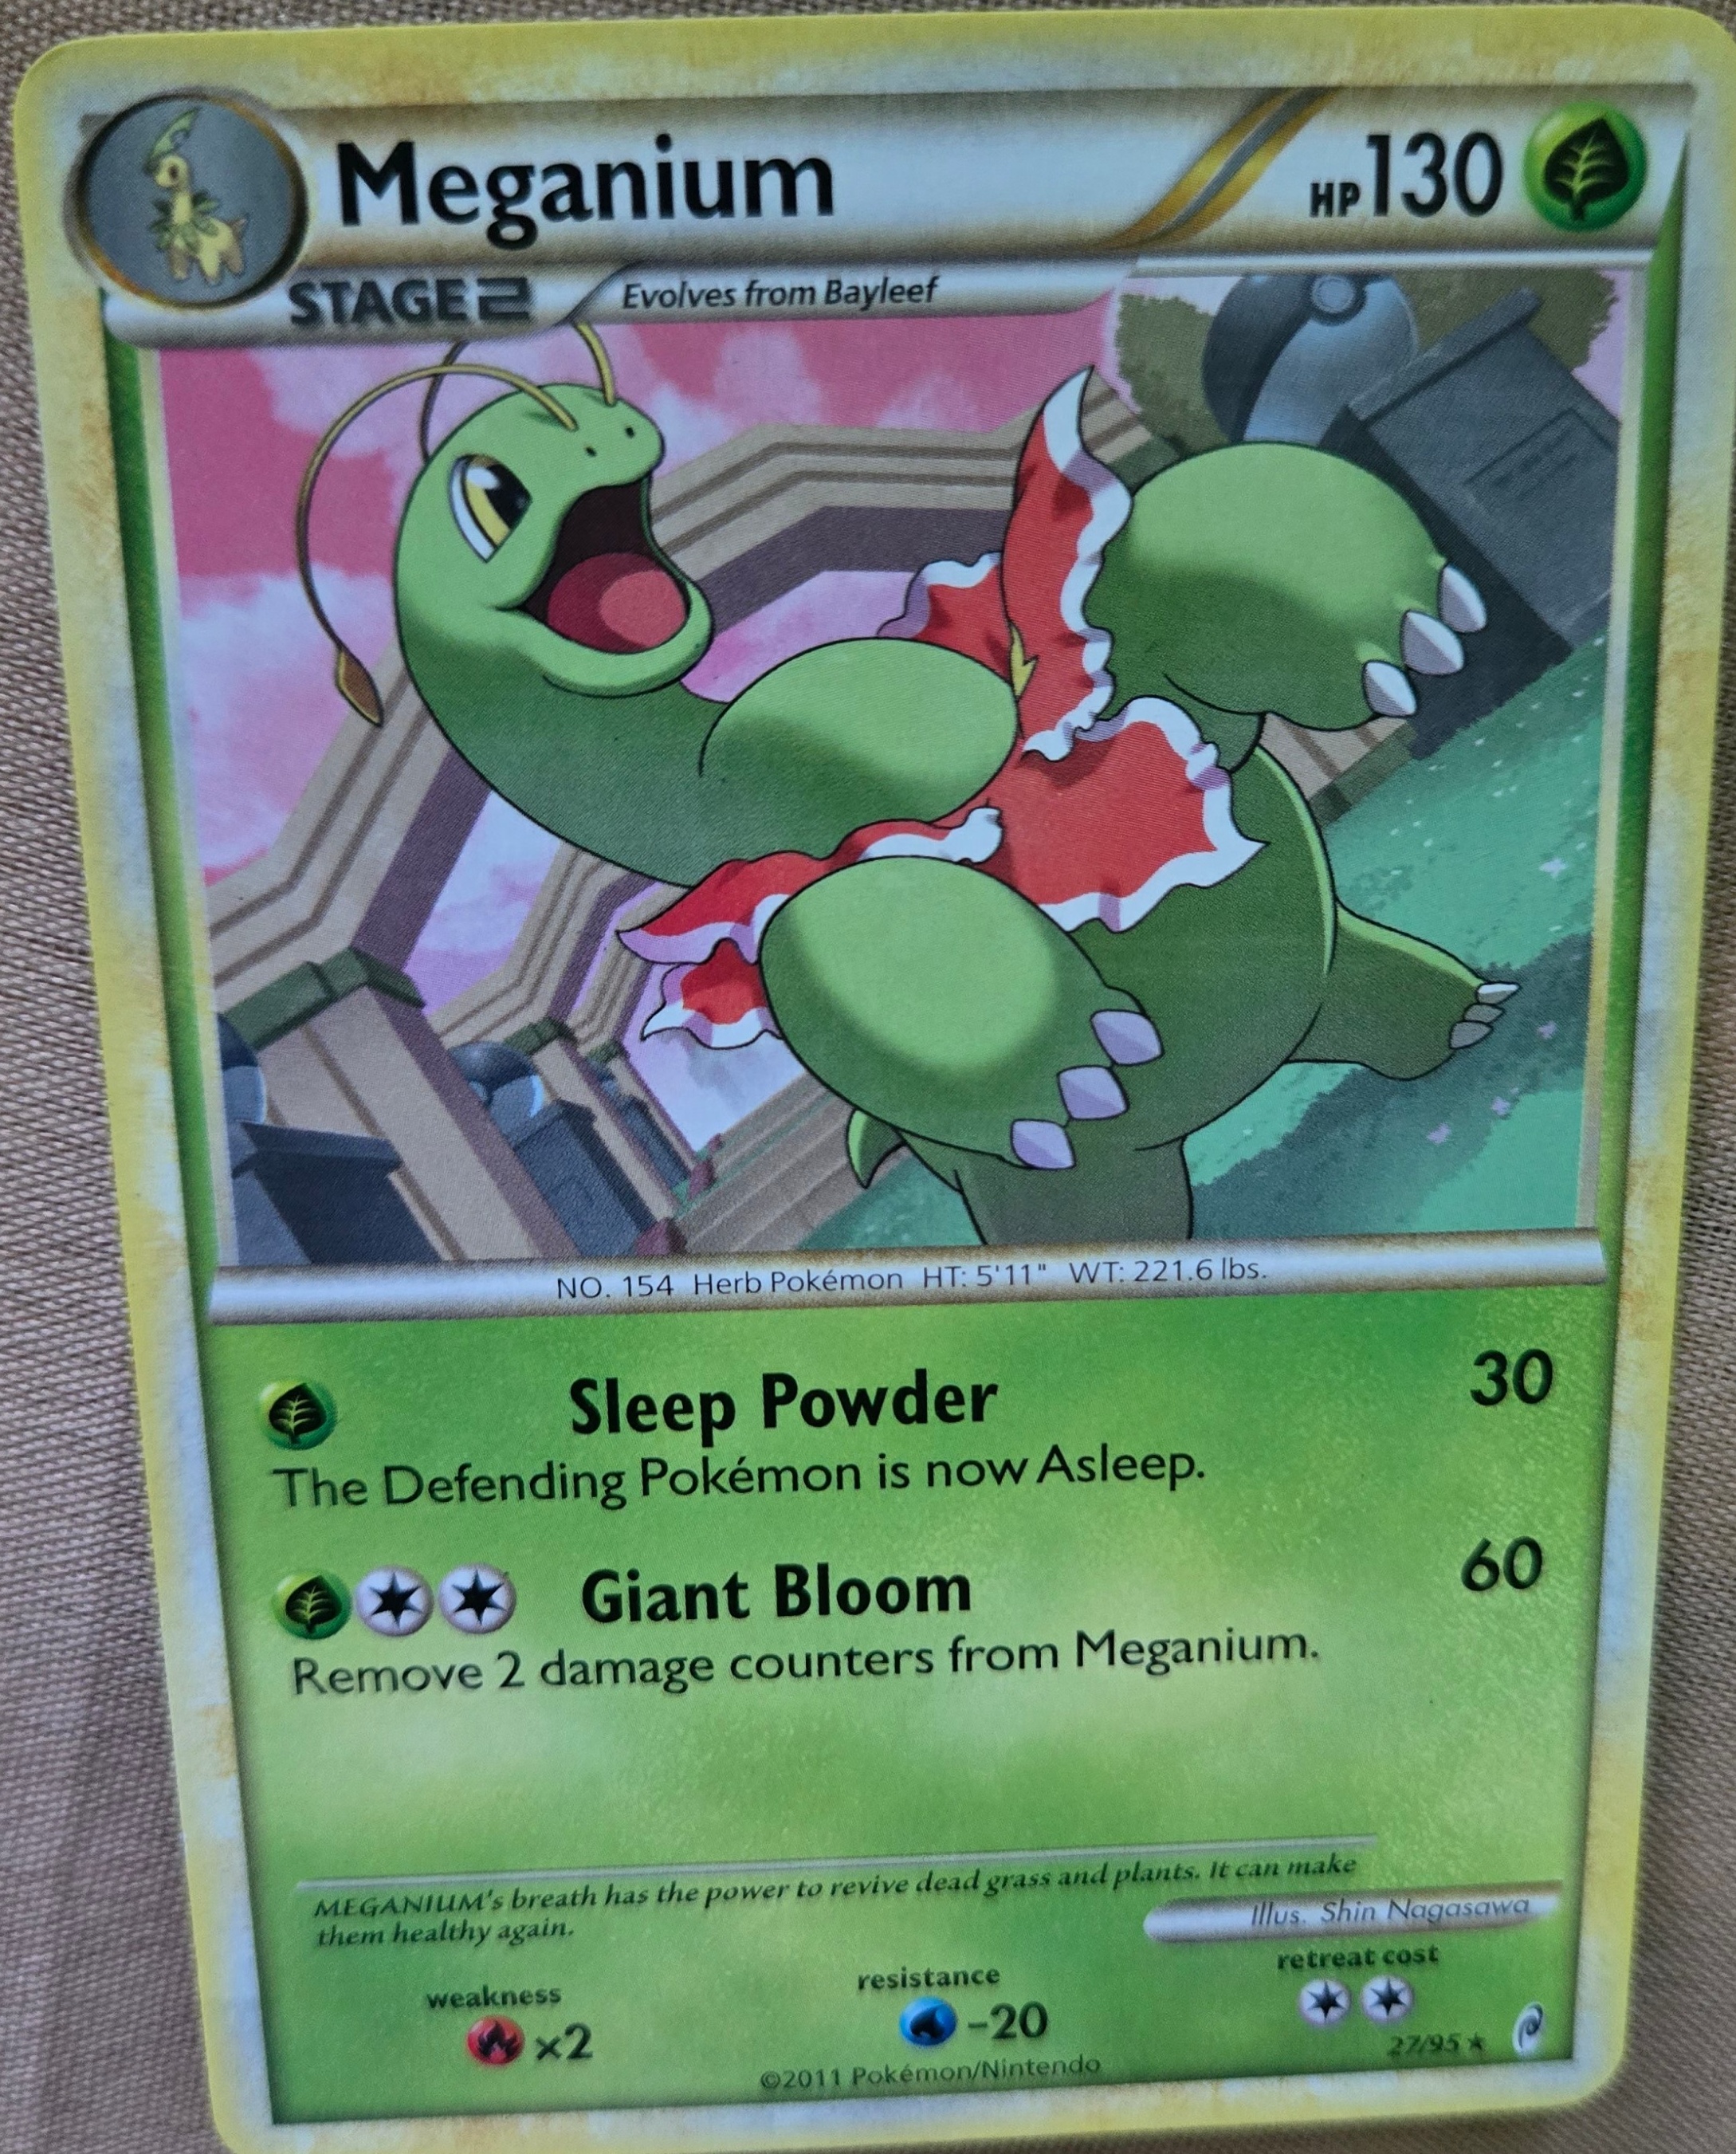 Meganium
HP130
STAGE2
Evolves from Bayleef
NO. 154 Herb Pokémon HT: 5'11" WT: 221.6 lbs.
Sleep Powder 30
The Defending Pokémon is now Asleep.
Giant Bloom 60
Remove 2 damage counters from Meganium.
MEGANIUM's breath has the power to revive dead grass and plants. It can make
them healthy again.
Illus. Shin Nagasawa
weakness
×2
resistance
-20
retreat cost
27/95 ★
©2011 Pokémon/Nintendo